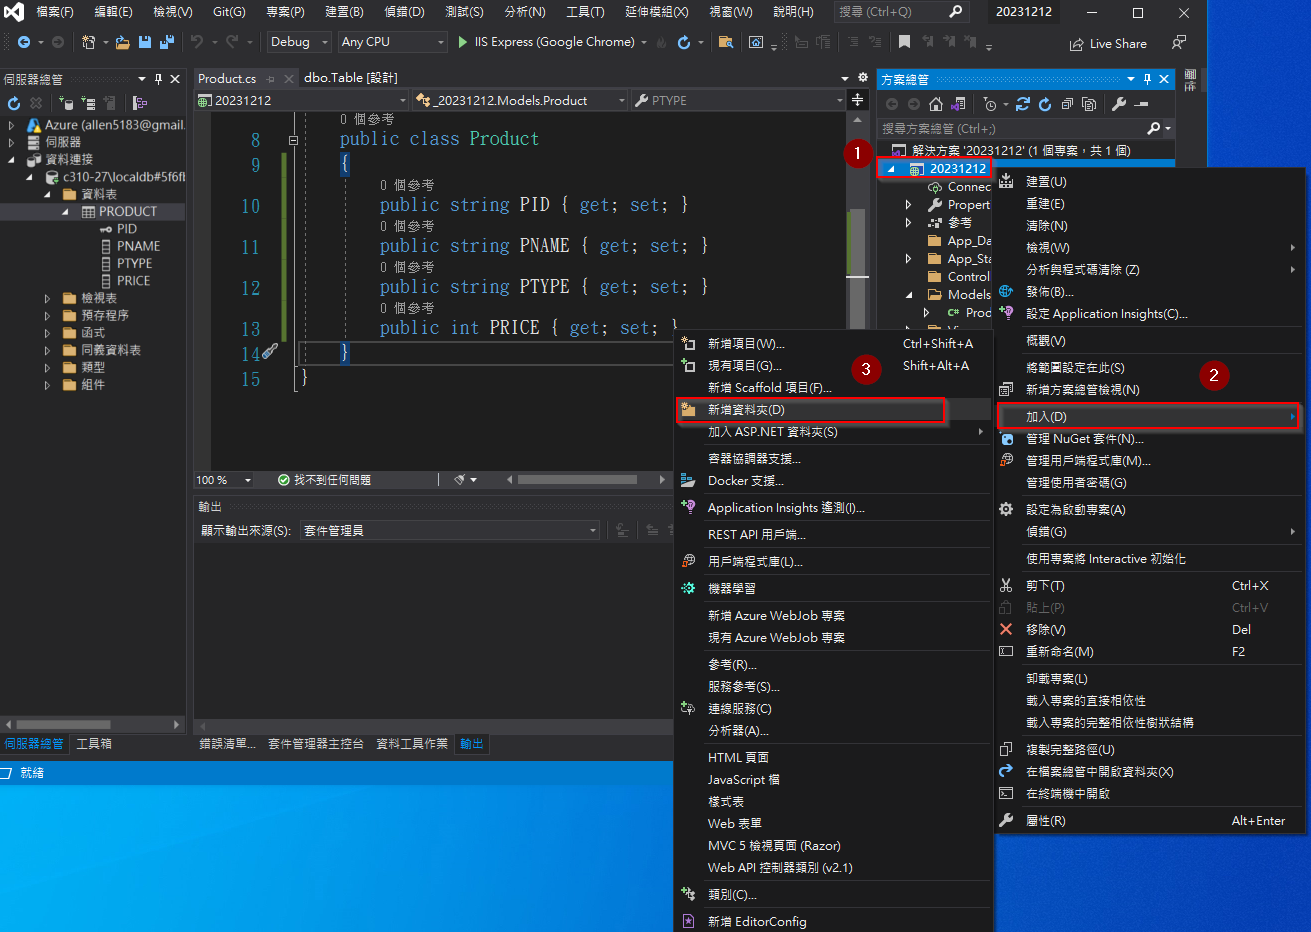 檔案(F) 編輯(E) 檢視(V) Git(G) 專案(P) 建置(B) 偵錯(D) 測試(S) 分析(N) 工具(T) 延伸模組(X) 視窗(W) 說明(H) 搜尋 (Ctrl+Q) 20231212
Debug Any CPU IIS Express (Google Chrome) Live Share
伺服器總管
Azure (allen5183@gmail.
伺服器
資料連接
c310-27\localdb#5f6fb
資料表
PRODUCT
PID
PNAME
PTYPE
PRICE
檢視表
預存程序
函式
同義資料表
類型
組件
伺服器總管 工具箱
就緒
Product.cs dbo.Table [設計]
20231212 _20231212.Models.Product PTYPE
0 個參考
8 public class Product
9 {
0 個參考
10 public string PID { get; set; }
0 個參考
11 public string PNAME { get; set; }
0 個參考
12 public string PTYPE { get; set; }
0 個參考
13 public int PRICE { get; set; }
14 }
15 }
100 % 找不到任何問題
輸出
顯示輸出來源(S): 套件管理員
錯誤清單... 套件管理器主控台 資料工具作業 輸出
方案總管
搜尋方案總管 (Ctrl+;)
解決方案 '20231212' (1 個專案，共 1 個)
1
20231212
Connec
Propert
參考
App_Da
App_Sta
Control
Models
Prod
新增項目(W)... Ctrl+Shift+A
現有項目(G)... Shift+Alt+A
3
新增 Scaffold 項目(F)...
新增資料夾(D)
加入 ASP.NET 資料夾(S)
容器協調器支援...
Docker 支援...
Application Insights 遙測(I)...
REST API 用戶端...
用戶端程式庫(L)...
機器學習
新增 Azure WebJob 專案
現有 Azure WebJob 專案
參考(R)...
服務參考(S)...
連線服務(C)
分析器(A)...
HTML 頁面
JavaScript 檔
樣式表
Web 表單
MVC 5 檢視頁面 (Razor)
Web API 控制器類別 (v2.1)
類別(C)...
新增 EditorConfig
建置(U)
重建(E)
清除(N)
檢視(W)
分析與程式碼清除 (Z)
發佈(B)...
設定 Application Insights(C)...
概觀(V)
將範圍設定在此(S)
2
新增方案總管檢視(N)
加入(D)
管理 NuGet 套件(N)...
管理用戶端程式庫(M)...
管理使用者密碼(G)
設定為啟動專案(A)
偵錯(G)
使用專案將 Interactive 初始化
剪下(T) Ctrl+X
貼上(P) Ctrl+V
移除(V) Del
重新命名(M) F2
卸載專案(L)
載入專案的直接相依性
載入專案的完整相依性樹狀結構
複製完整路徑(U)
在檔案總管中開啟資料夾(X)
在終端機中開啟
屬性(R) Alt+Enter